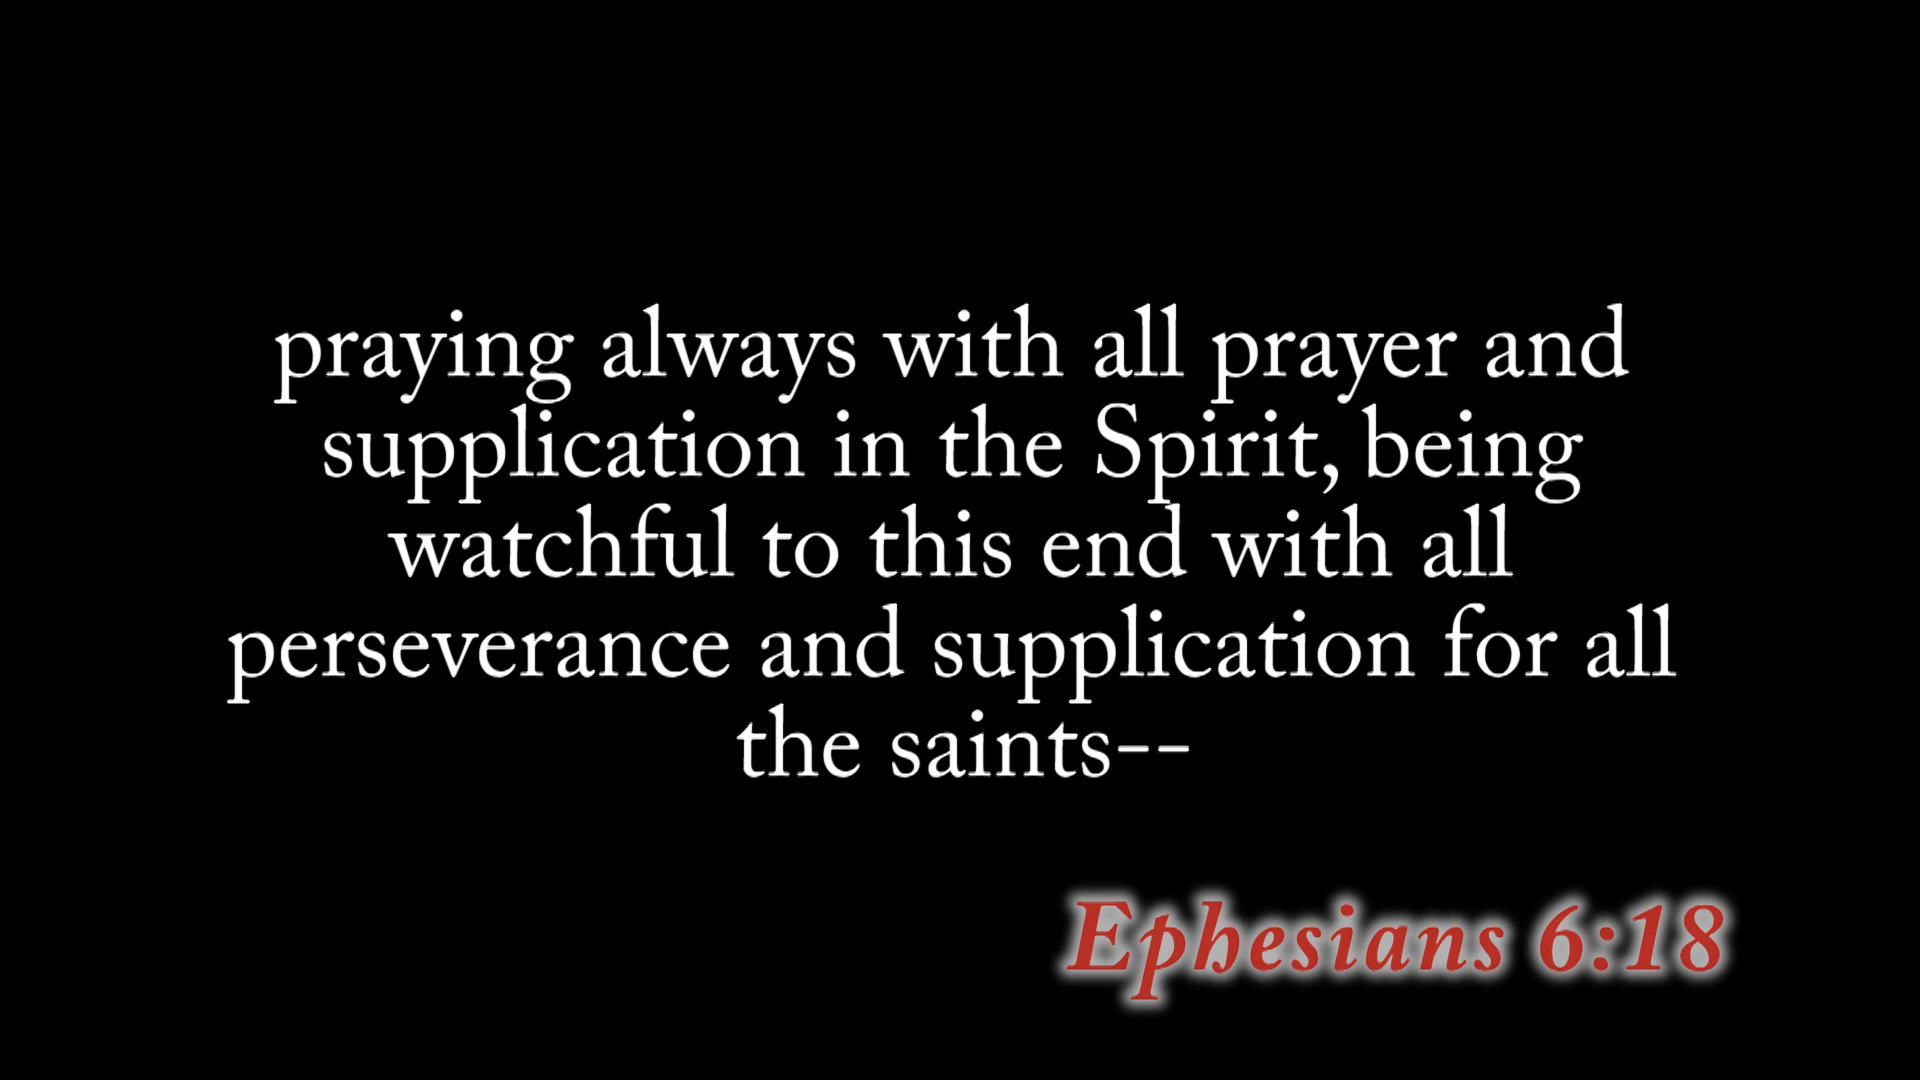 praying always with all prayer and
supplication in the Spirit, being
watchful to this end with all
perseverance and supplication for all
the saints--
Ephesians 6:18